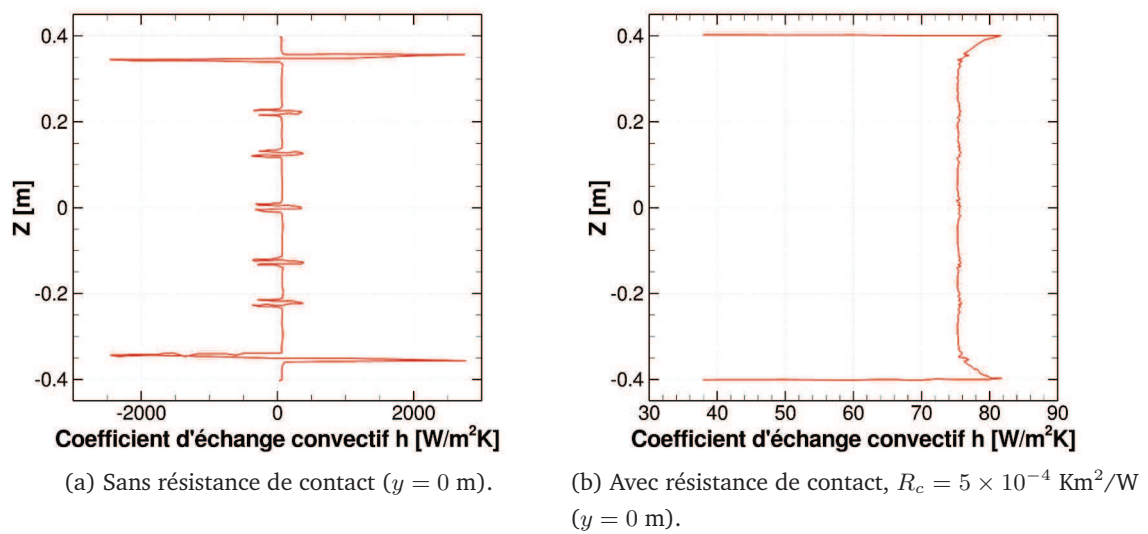 0.4
0.2
0
-0.2
-0.4
Z [m]
-2000 0 2000
Coefficient d'échange convectif h [W/m²K]
(a) Sans résistance de contact (y = 0 m).
0.4
0.2
0
-0.2
-0.4
Z [m]
30 40 50 60 70 80 90
Coefficient d'échange convectif h [W/m²K]
(b) Avec résistance de contact, R_c = 5 × 10⁻⁴ Km²/W
(y = 0 m).